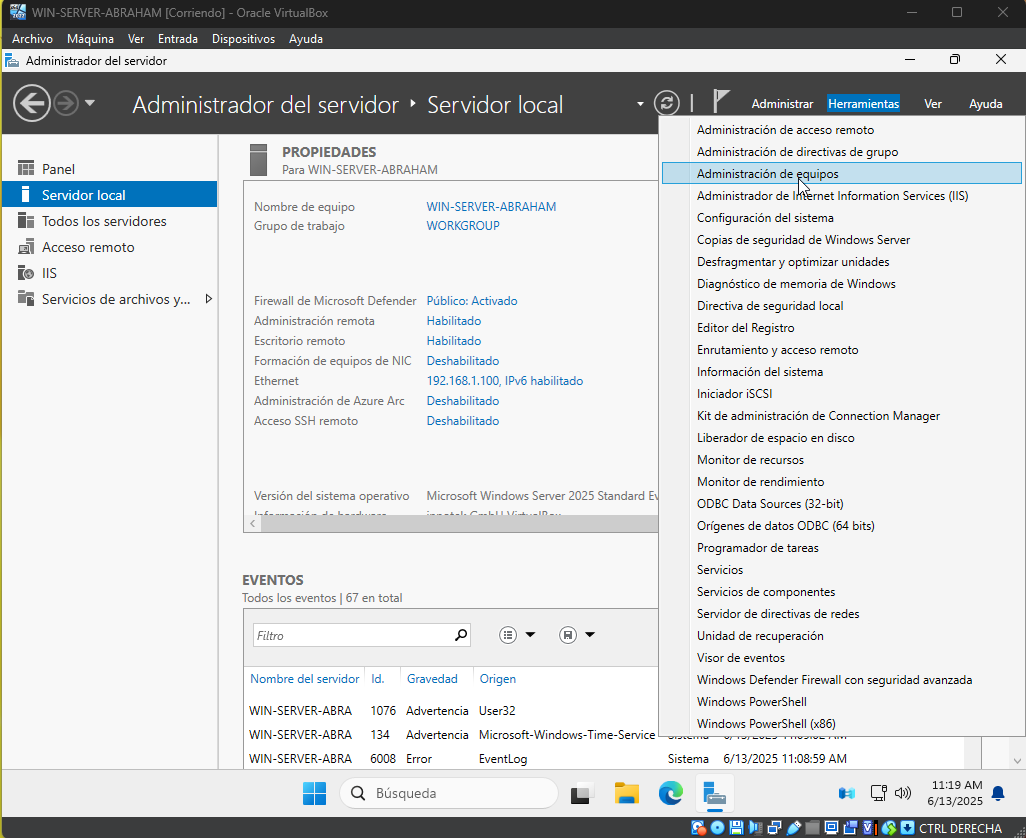 WIN-SERVER-ABRAHAM [Corriendo] - Oracle VirtualBox
Archivo Máquina Ver Entrada Dispositivos Ayuda
Administrador del servidor
Administrador del servidor Servidor local
Administrar Herramientas Ver Ayuda
Panel
Servidor local
Todos los servidores
Acceso remoto
IIS
Servicios de archivos y...
PROPIEDADES
Para WIN-SERVER-ABRAHAM
Nombre de equipo WIN-SERVER-ABRAHAM
Grupo de trabajo WORKGROUP
Firewall de Microsoft Defender Público: Activado
Administración remota Habilitado
Escritorio remoto Habilitado
Formación de equipos de NIC Deshabilitado
Ethernet 192.168.1.100, IPv6 habilitado
Administración de Azure Arc Deshabilitado
Acceso SSH remoto Deshabilitado
Versión del sistema operativo Microsoft Windows Server 2025 Standard Ev
Información de hardware innotek GmbH VirtualBox
EVENTOS
Todos los eventos | 67 en total
Filtro
Nombre del servidor Id. Gravedad Origen
WIN-SERVER-ABRA 1076 Advertencia User32
WIN-SERVER-ABRA 134 Advertencia Microsoft-Windows-Time-Service Sistema 6/13/2025 11:09:02 AM
WIN-SERVER-ABRA 6008 Error EventLog Sistema 6/13/2025 11:08:59 AM
Administración de acceso remoto
Administración de directivas de grupo
Administración de equipos
Administrador de Internet Information Services (IIS)
Configuración del sistema
Copias de seguridad de Windows Server
Desfragmentar y optimizar unidades
Diagnóstico de memoria de Windows
Directiva de seguridad local
Editor del Registro
Enrutamiento y acceso remoto
Información del sistema
Iniciador iSCSI
Kit de administración de Connection Manager
Liberador de espacio en disco
Monitor de recursos
Monitor de rendimiento
ODBC Data Sources (32-bit)
Orígenes de datos ODBC (64 bits)
Programador de tareas
Servicios
Servicios de componentes
Servidor de directivas de redes
Unidad de recuperación
Visor de eventos
Windows Defender Firewall con seguridad avanzada
Windows PowerShell
Windows PowerShell (x86)
Búsqueda
11:19 AM
6/13/2025
CTRL DERECHA